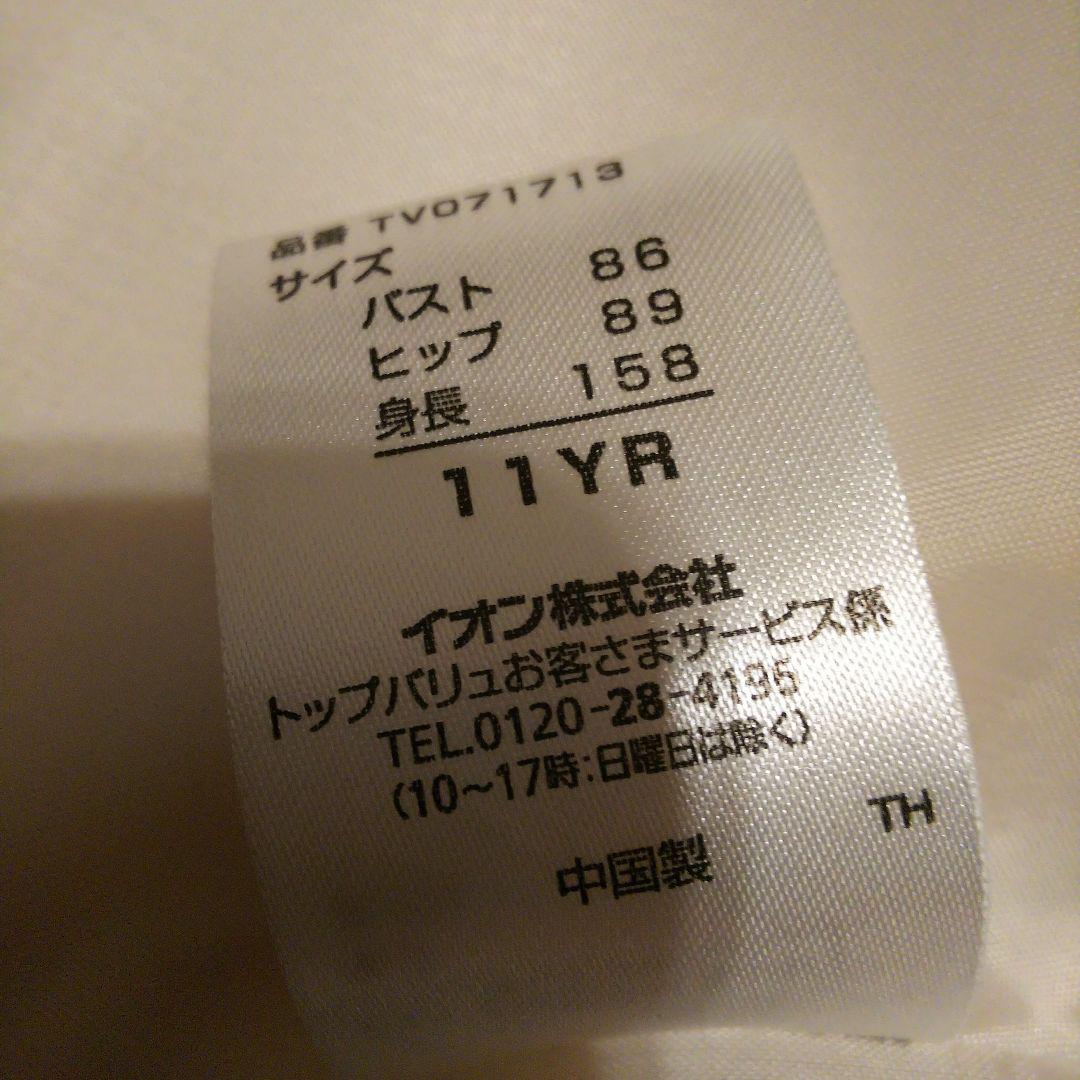 品番 TV071713
サイズ
バスト 86
ヒップ 89
身長 158
11YR
イオン株式会社
トップバリュお客さまサービス係
TEL.0120-28-4196
(10~17時:日曜日は除く)
TH
中国製